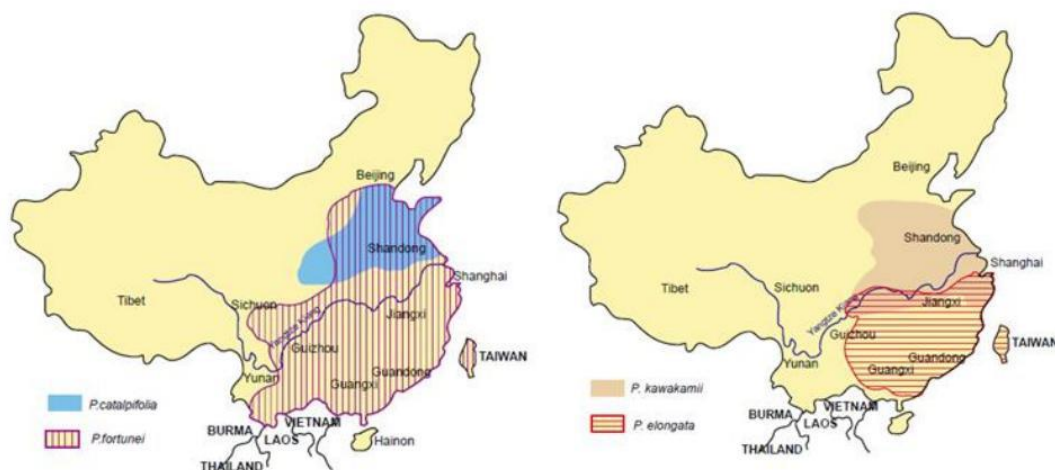 Beijing
Shandong
Shanghai
Tibet
Sichuon
Yangtze Kiang
Jiangxi
Guizhou
TAIWAN
Yunan
Guandong
Guangxi
P.catalpifolia
P.fortunei
BURMA
VIETNAM
LAOS
Hainon
THAILAND
Beijing
Shandong
Shanghai
Tibet
Sichuon
Yangtze Kiang
Jiangxi
Guizhou
TAIWAN
Yunan
Guandong
Guangxi
P. kawakamii
P. elongata
BURMA
VIETNAM
LAOS
Hainon
THAILAND